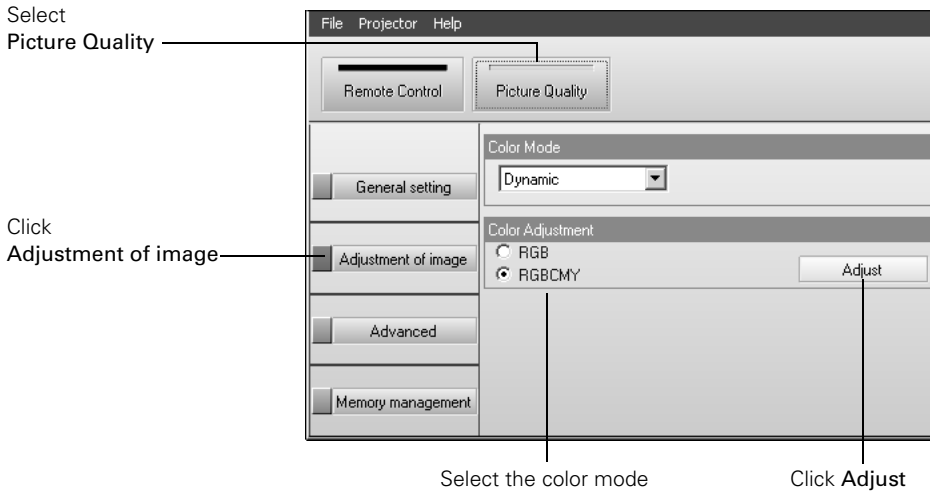 Select
Picture Quality
File Projector Help
Remote Control
Picture Quality
Color Mode
Dynamic
General setting
Click
Adjustment of image
Adjustment of image
Color Adjustment
RGB
RGBCMY
Adjust
Advanced
Memory management
Select the color mode
Click Adjust